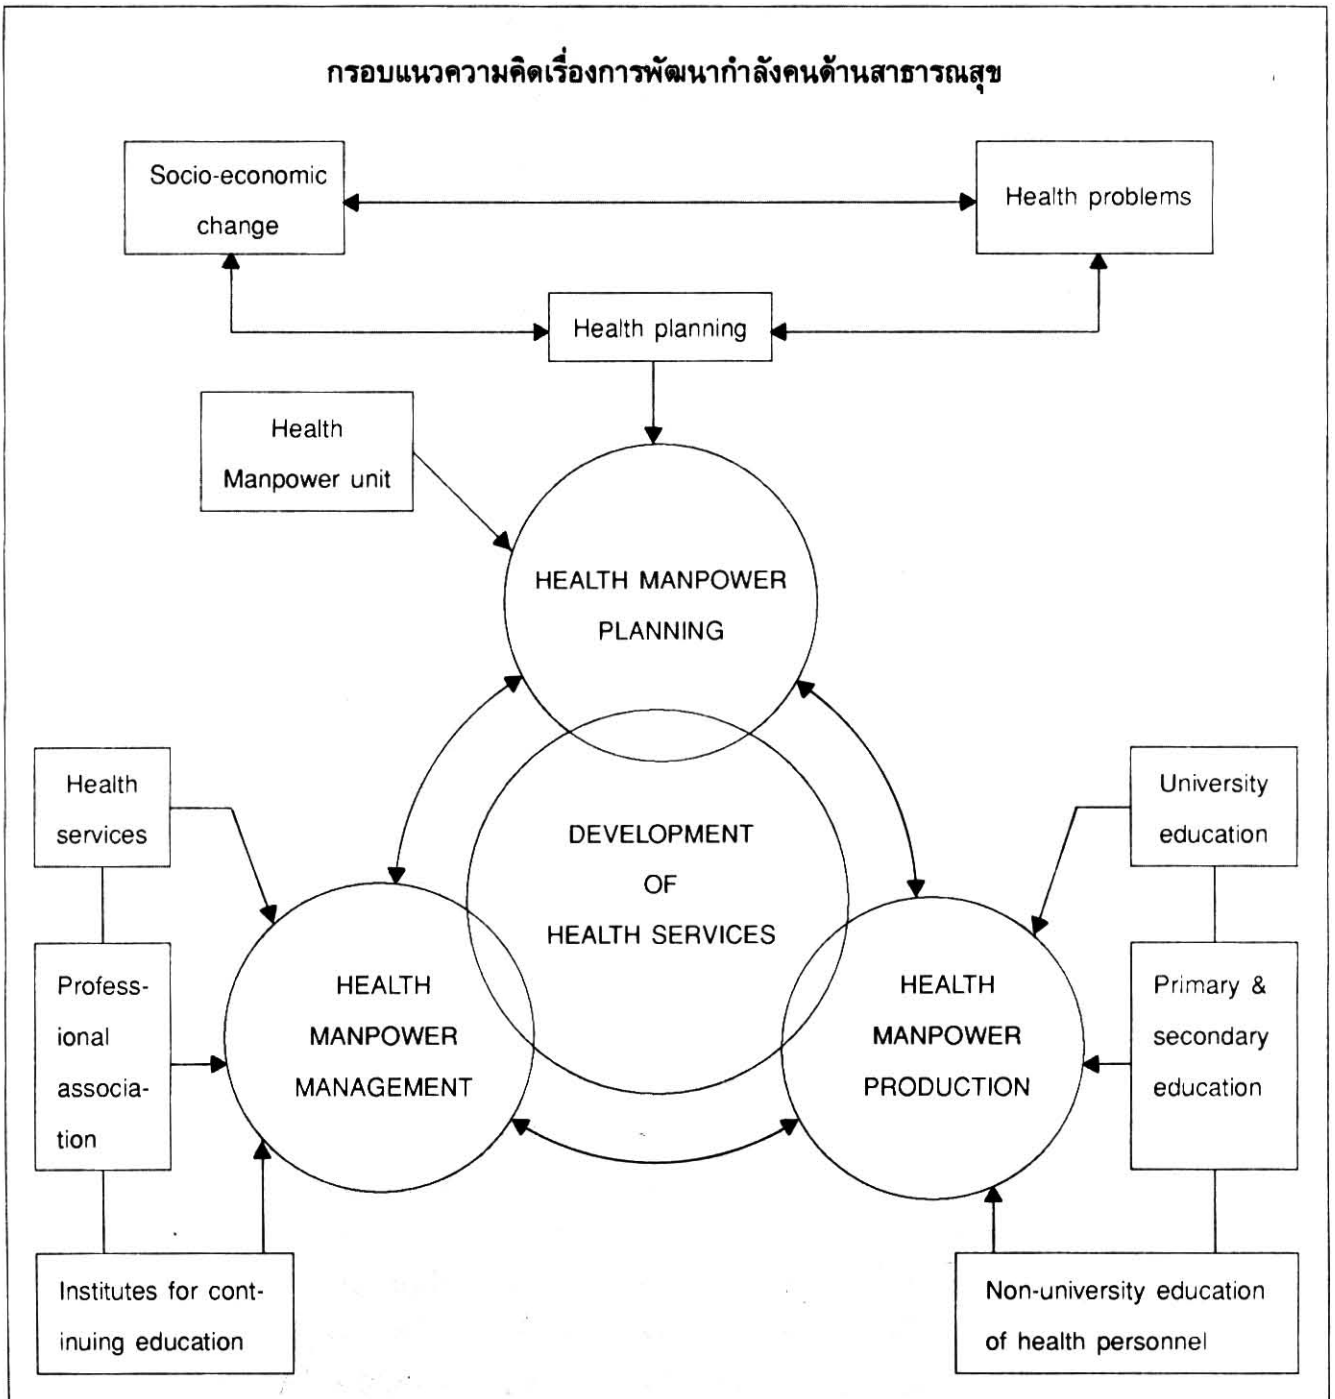 กรอบแนวความคิดเรื่องการพัฒนากำลังคนด้านสาธารณสุข
Socio-economic
change
Health problems
Health planning
Health
Manpower unit
HEALTH MANPOWER
PLANNING
Health
services
University
education
DEVELOPMENT
OF
HEALTH SERVICES
Profess-
ional
associa-
tion
HEALTH
MANPOWER
MANAGEMENT
HEALTH
MANPOWER
PRODUCTION
Primary &
secondary
education
Institutes for cont-
inuing education
Non-university education
of health personnel